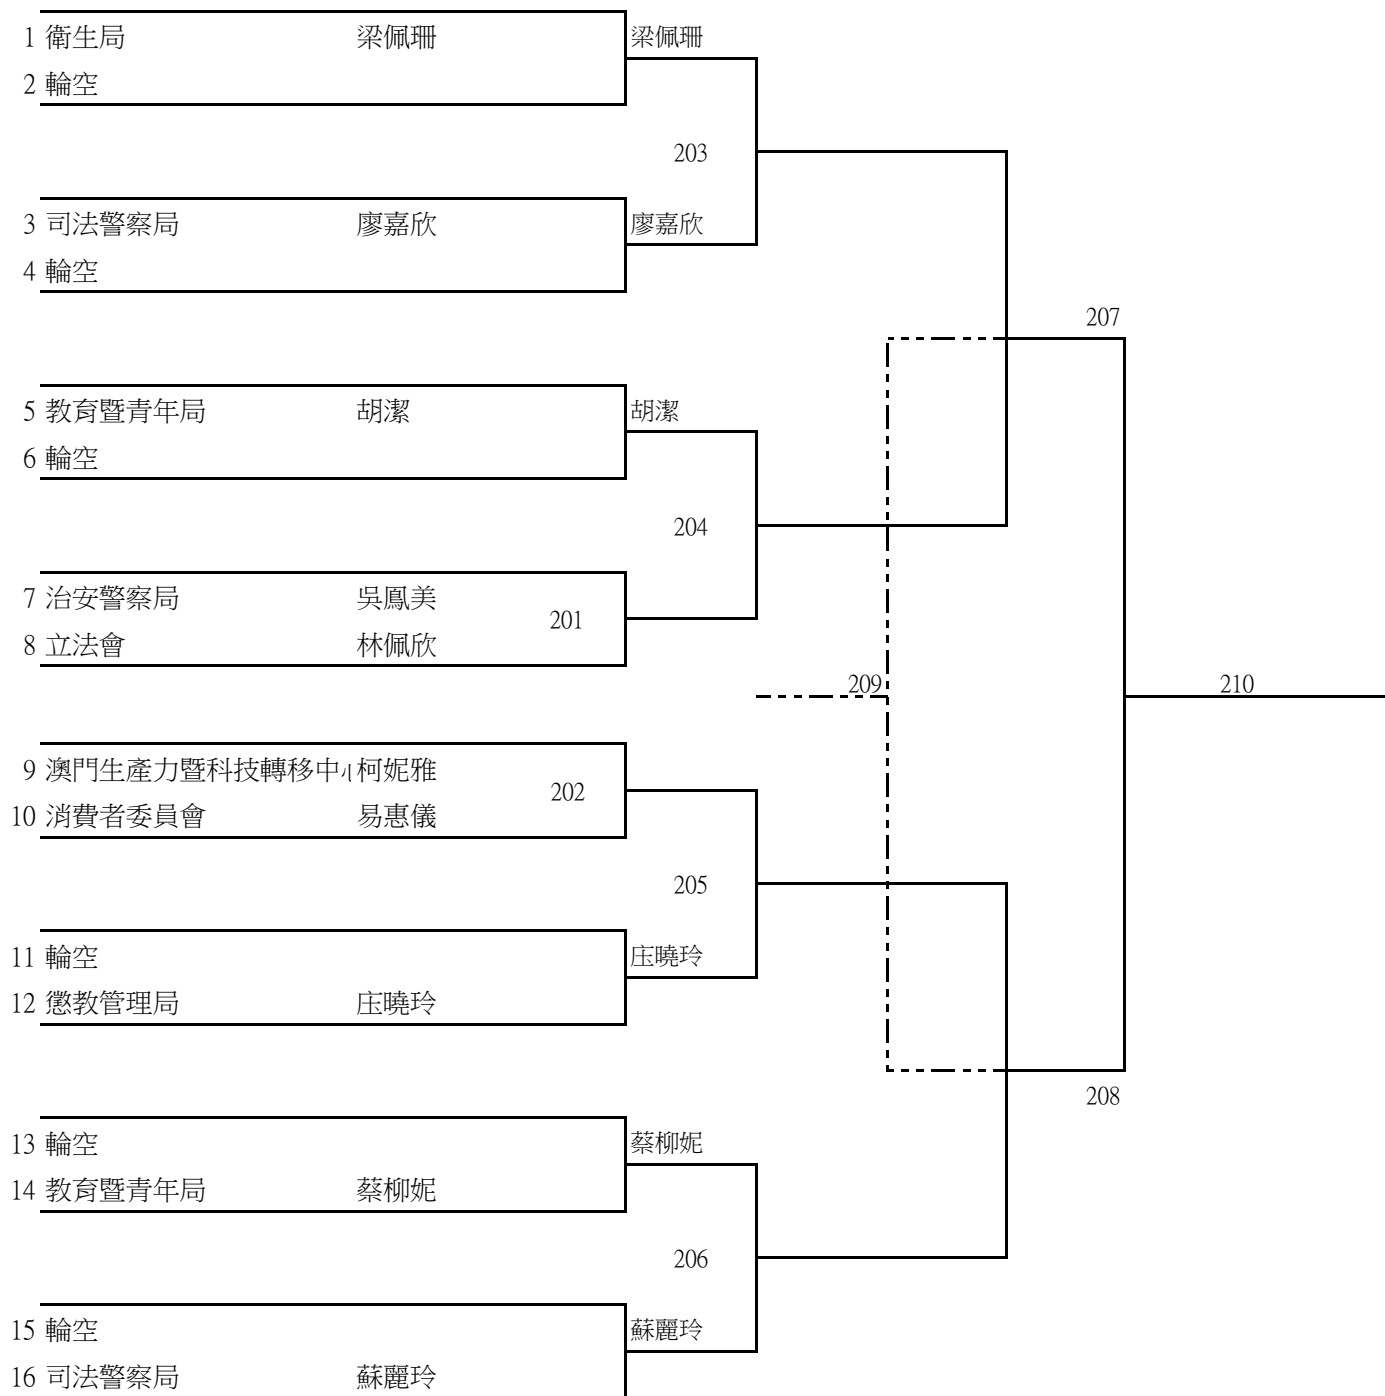 1 衛生局 梁佩珊 梁佩珊
2 輪空
203
3 司法警察局 廖嘉欣 廖嘉欣
4 輪空
207
5 教育暨青年局 胡潔 胡潔
6 輪空
204
7 治安警察局 吳鳳美
201
8 立法會 林佩欣
209 210
9 澳門生產力暨科技轉移中 柯妮雅
202
10 消費者委員會 易惠儀
205
11 輪空 庄曉玲
12 懲教管理局 庄曉玲
208
13 輪空 蔡柳妮
14 教育暨青年局 蔡柳妮
206
15 輪空 蘇麗玲
16 司法警察局 蘇麗玲